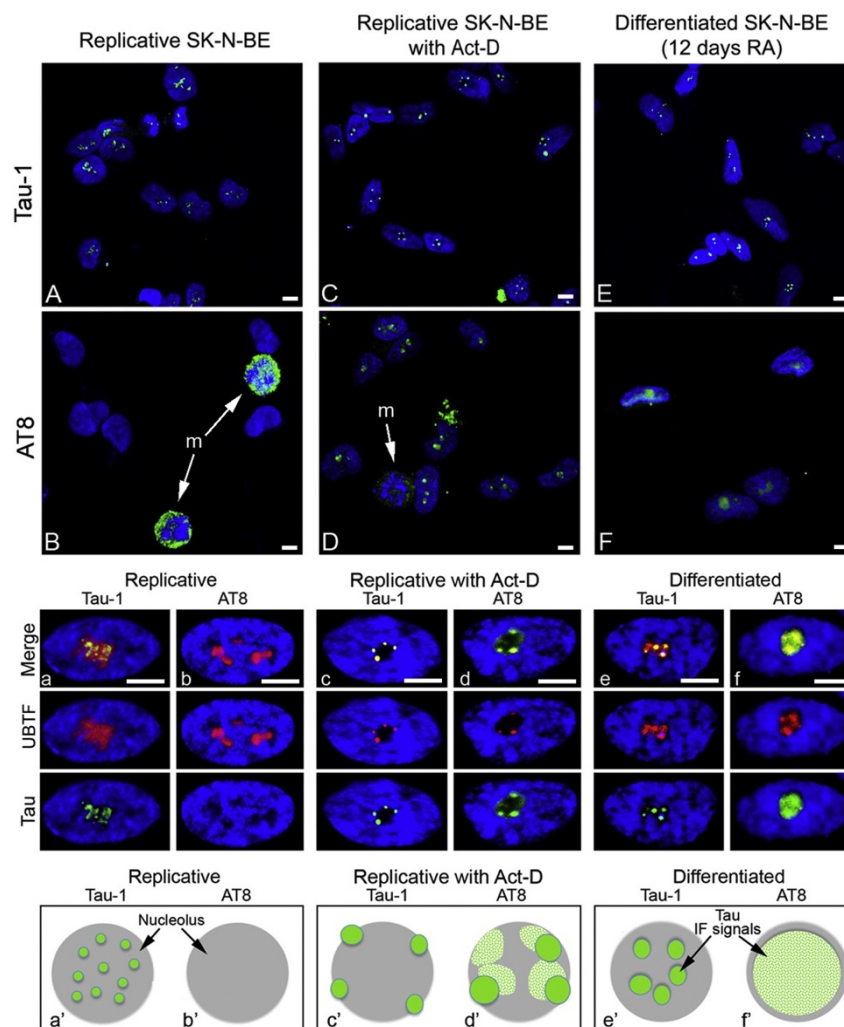 Replicative SK-N-BE
Replicative SK-N-BE
with Act-D
Differentiated SK-N-BE
(12 days RA)
Tau-1
A
C
E
AT8
m
m
B
D
F
Replicative
Replicative with Act-D
Differentiated
Tau-1
AT8
Tau-1
AT8
Tau-1
AT8
Merge
a
b
c
d
e
f
UBTF
Tau
Replicative
Replicative with Act-D
Differentiated
Tau-1
AT8
Tau-1
AT8
Tau-1
AT8
Nucleolus
Tau
IF signals
a'
b'
c'
d'
e'
f'